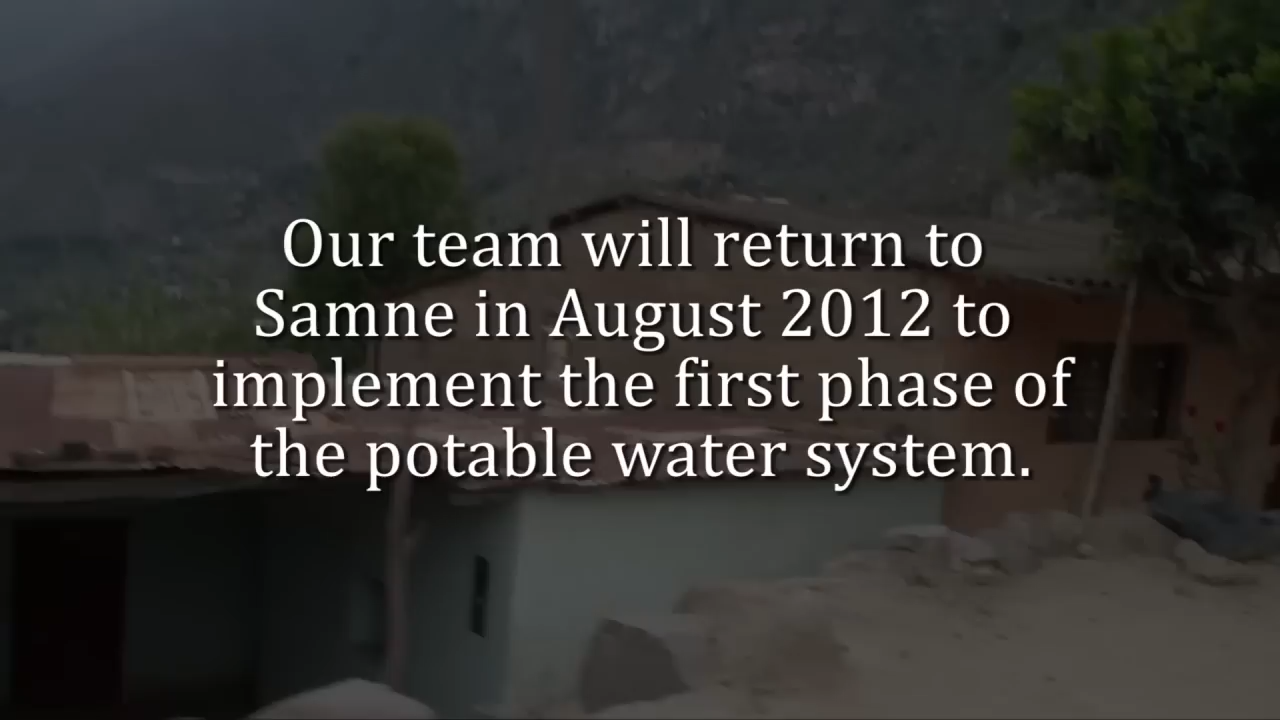 Our team will return to
Samne in August 2012 to
implement the first phase of
the potable water system.